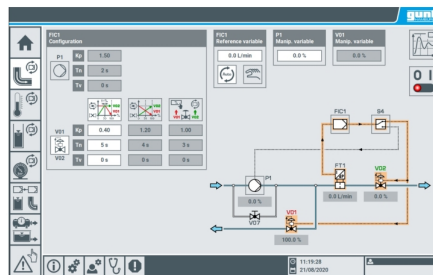 guni
FIC1
Configuration
P1
Kp 1.50
Tn 2 s
Tv 0 s
V01
V02
Kp 0.40 1.20 1.00
Tn 5 s 4 s 3 s
Tv 0 s 0 s 0 s
FIC1
Reference variable
0.0 L/min
P1
Manip. variable
0.0 %
V01
Manip. variable
0.0 %
0 I
FIC1
S4
P1
0.0 %
V07
FT1
0.0 L/min
V02
0.0 %
V01
100.0 %
11:19:28
21/08/2020